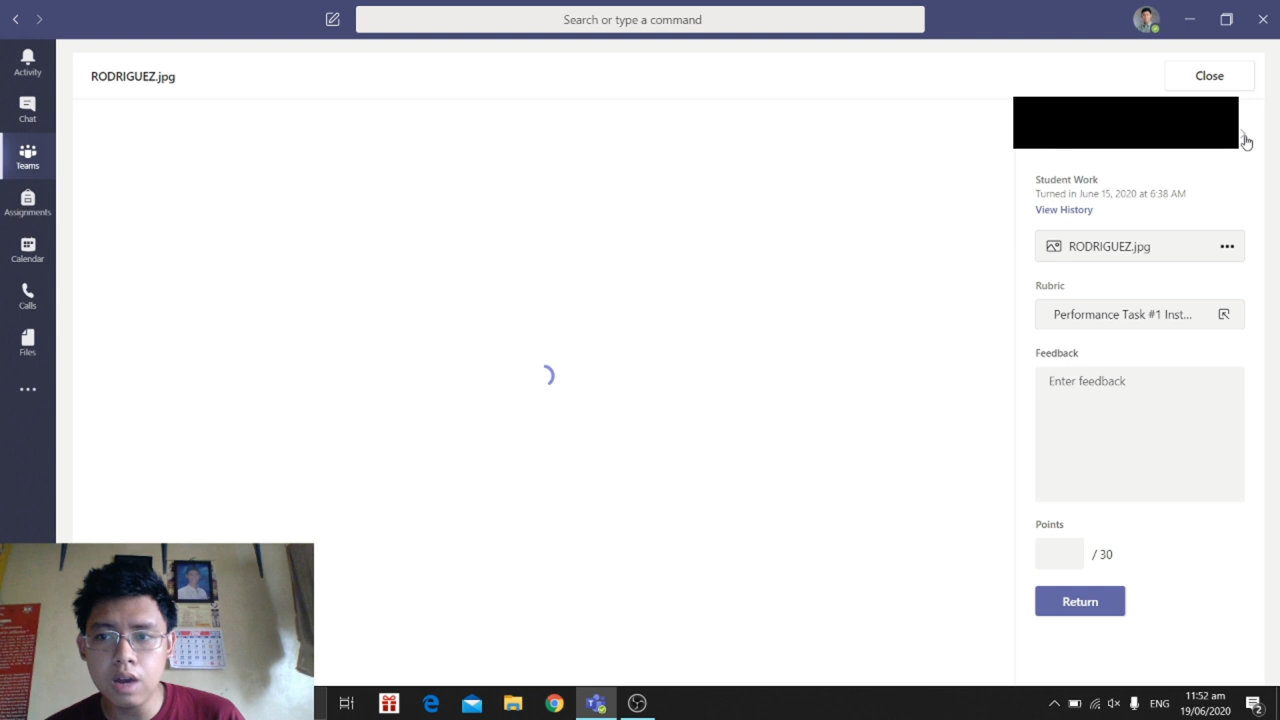 Search or type a command
Activity
Chat
Teams
Assignments
Calendar
Calls
Files
RODRIGUEZ.jpg
Close
Student Work
Turned in June 15, 2020 at 6:38 AM
View History
RODRIGUEZ.jpg
Rubric
Performance Task #1 Inst...
Feedback
Enter feedback
Points
/ 30
Return
ENG
11:52 am
19/06/2020
2